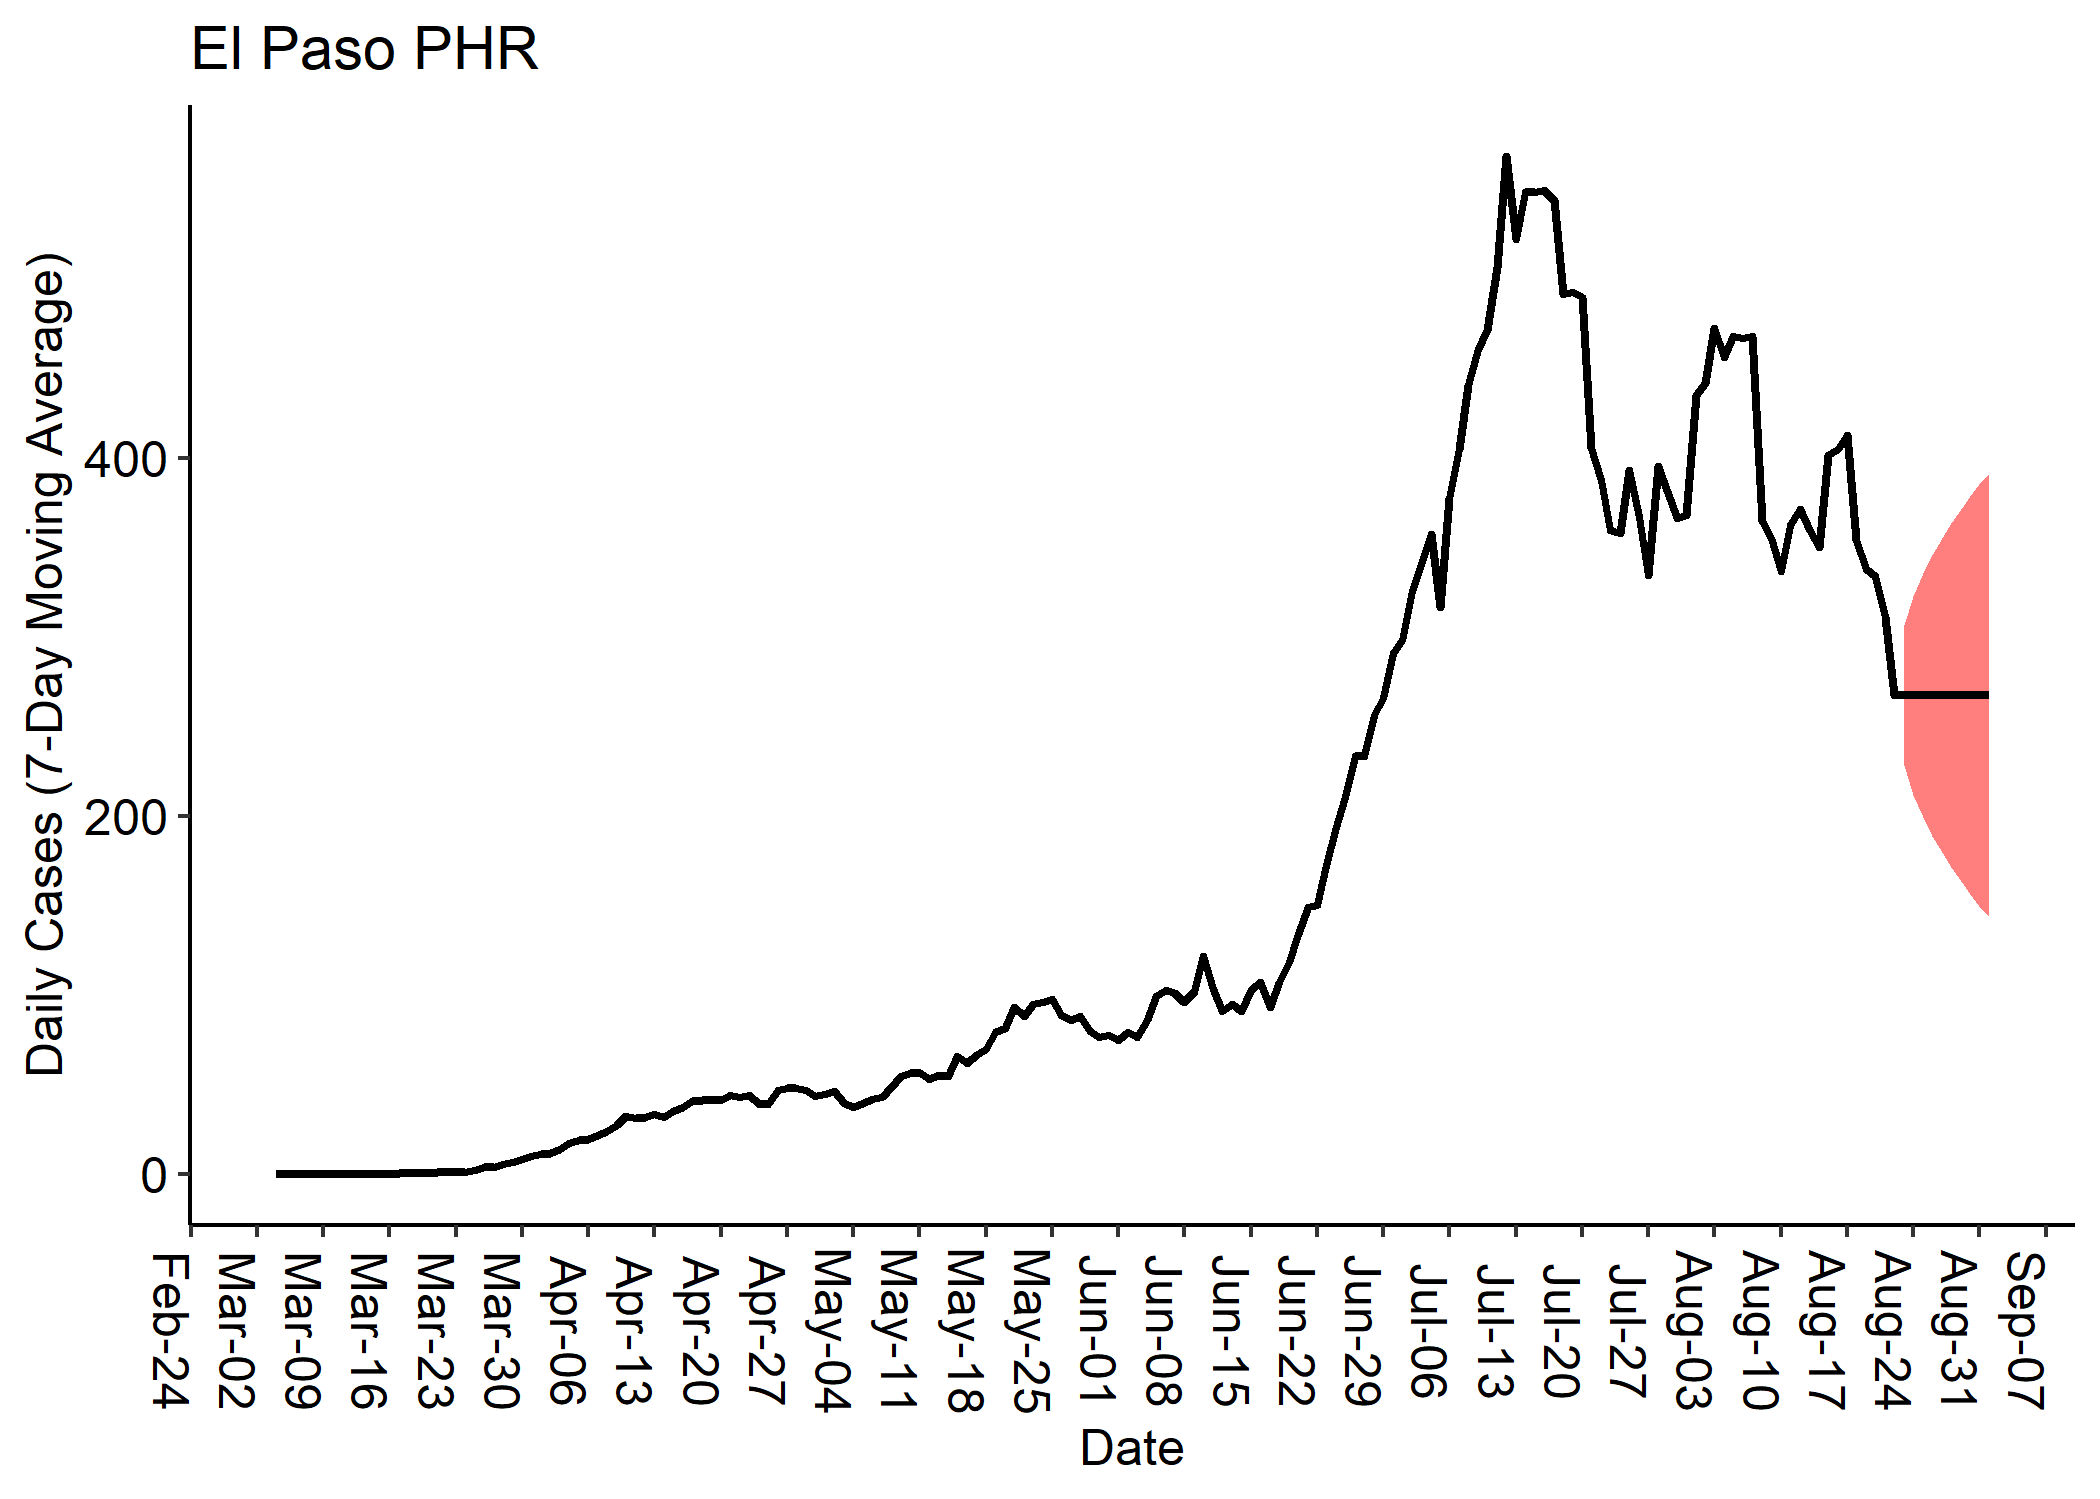 El Paso PHR
Daily Cases (7-Day Moving Average)
400
200
0
Feb-24
Mar-02
Mar-09
Mar-16
Mar-23
Mar-30
Apr-06
Apr-13
Apr-20
Apr-27
May-04
May-11
May-18
May-25
Jun-01
Jun-08
Jun-15
Jun-22
Jun-29
Jul-06
Jul-13
Jul-20
Jul-27
Aug-03
Aug-10
Aug-17
Aug-24
Aug-31
Sep-07
Date